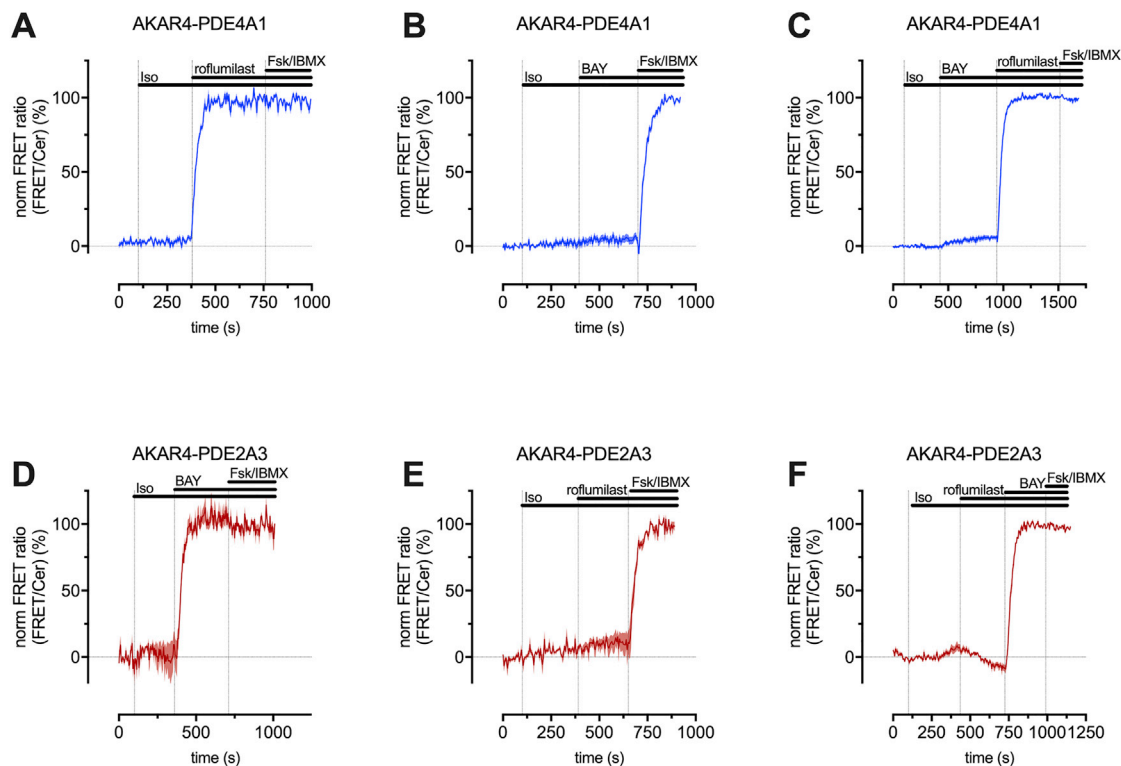 A
AKAR4-PDE4A1
Iso
roflumilast
Fsk/IBMX
norm FRET ratio
(FRET/Cer) (%)
100
50
0
0 250 500 750 1000
time (s)
B
AKAR4-PDE4A1
Iso
BAY
Fsk/IBMX
norm FRET ratio
(FRET/Cer) (%)
100
50
0
0 250 500 750 1000
time (s)
C
AKAR4-PDE4A1
Iso
BAY
roflumilast
Fsk/IBMX
norm FRET ratio
(FRET/Cer) (%)
100
50
0
0 500 1000 1500
time (s)
D
AKAR4-PDE2A3
Iso
BAY
Fsk/IBMX
norm FRET ratio
(FRET/Cer) (%)
100
50
0
0 500 1000
time (s)
E
AKAR4-PDE2A3
Iso
roflumilast
Fsk/IBMX
norm FRET ratio
(FRET/Cer) (%)
100
50
0
0 250 500 750 1000
time (s)
F
AKAR4-PDE2A3
Iso
roflumilast
BAY
Fsk/IBMX
norm FRET ratio
(FRET/Cer) (%)
100
50
0
0 250 500 750 1000 1250
time (s)